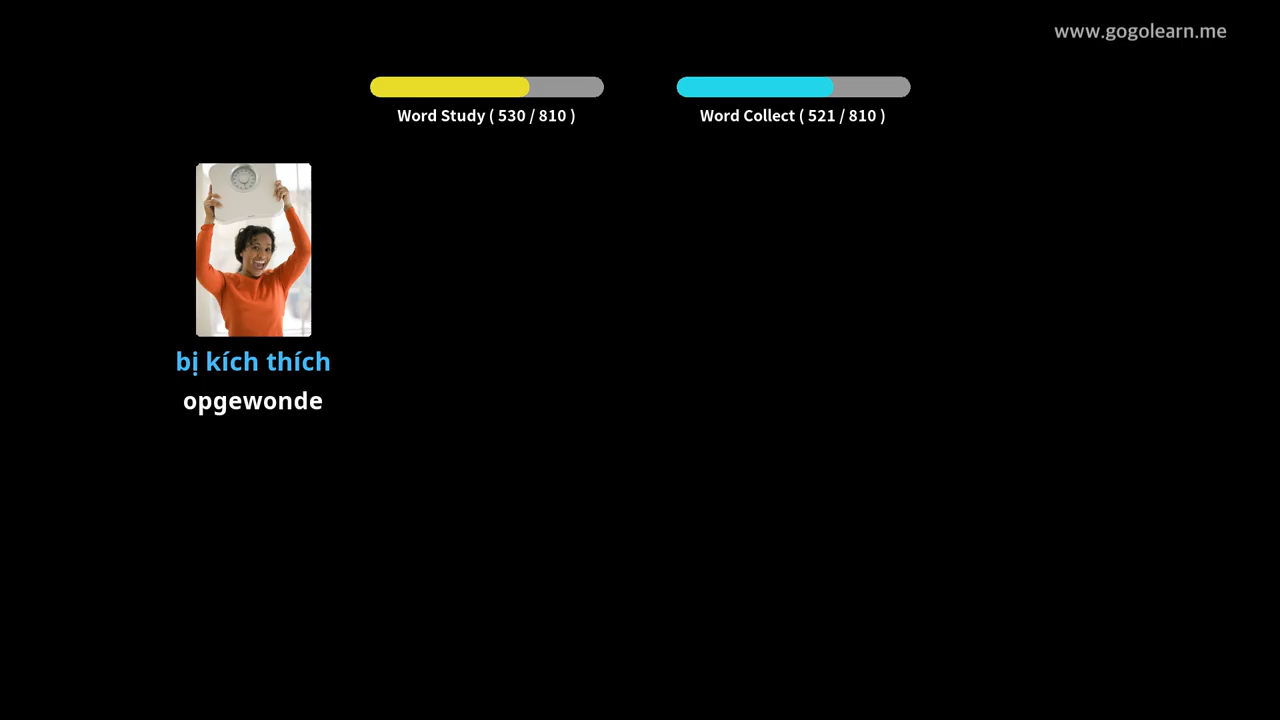 www.gogolearn.me
Word Study ( 530 / 810 )
Word Collect ( 521 / 810 )
bị kích thích
opgewonde